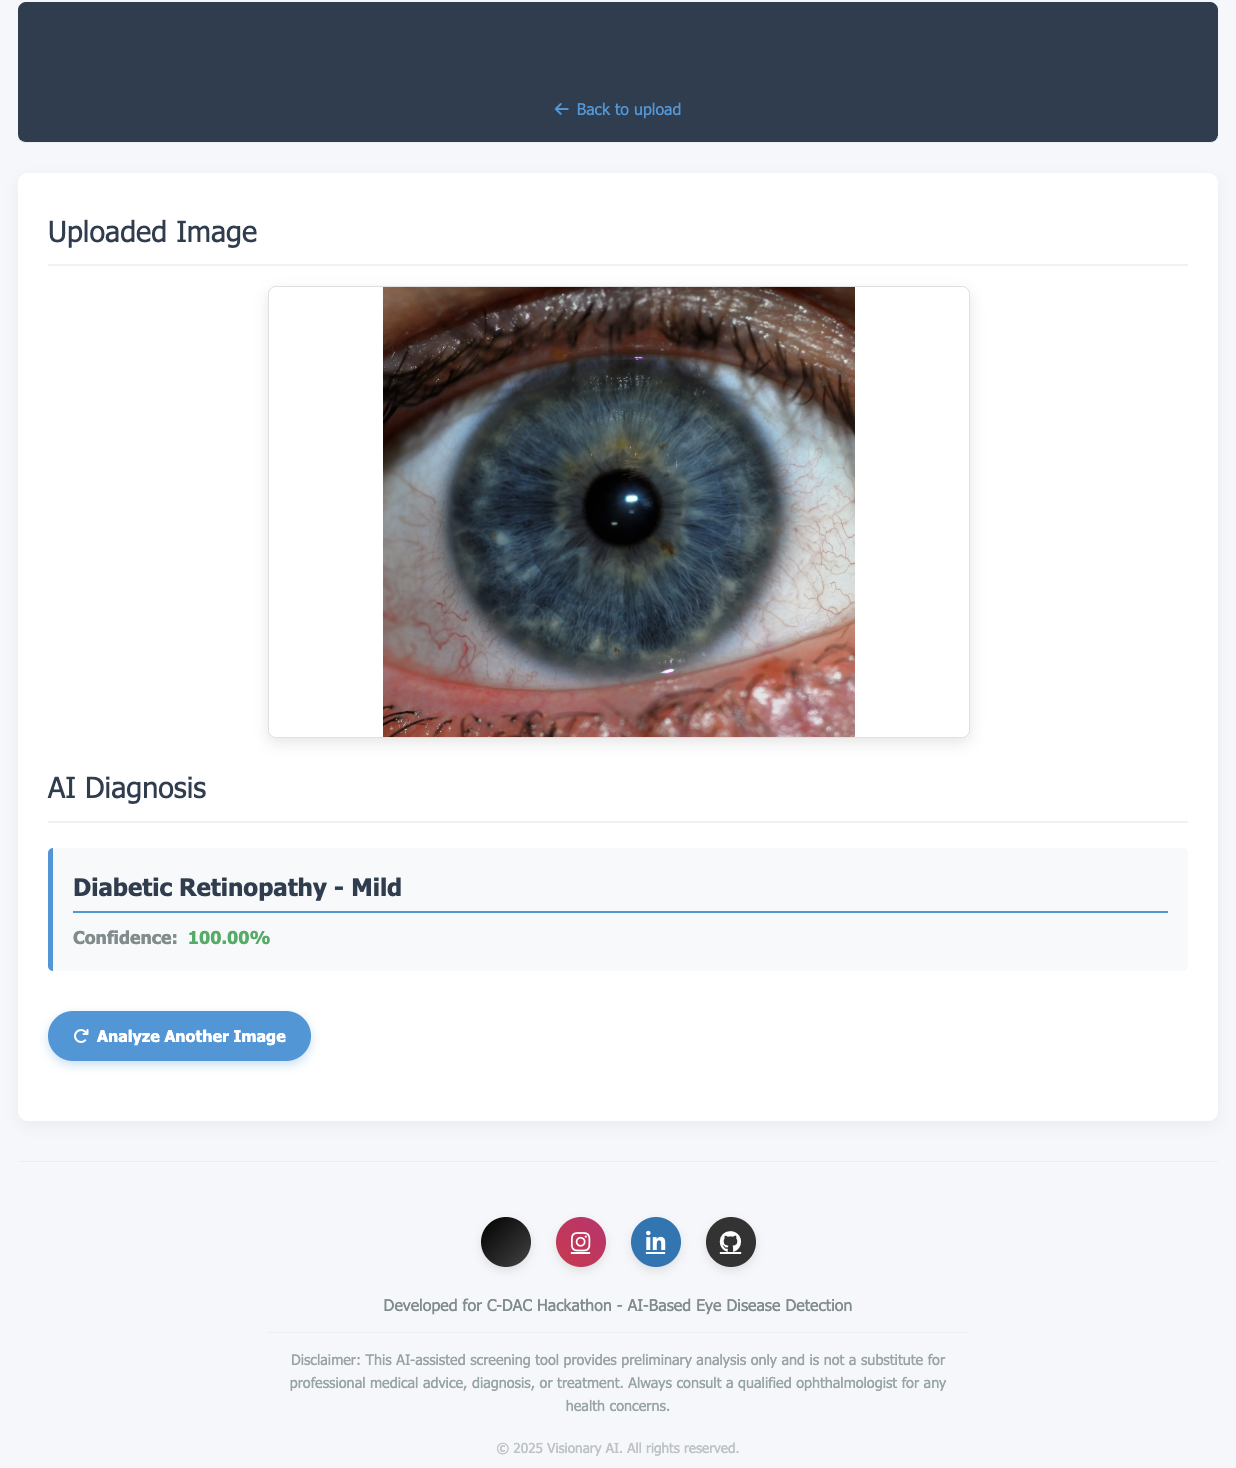 ← Back to upload
Uploaded Image
AI Diagnosis
Diabetic Retinopathy - Mild
Confidence: 100.00%
Analyze Another Image
in
Developed for C-DAC Hackathon - AI-Based Eye Disease Detection
Disclaimer: This AI-assisted screening tool provides preliminary analysis only and is not a substitute for
professional medical advice, diagnosis, or treatment. Always consult a qualified ophthalmologist for any
health concerns.
© 2025 Visionary AI. All rights reserved.